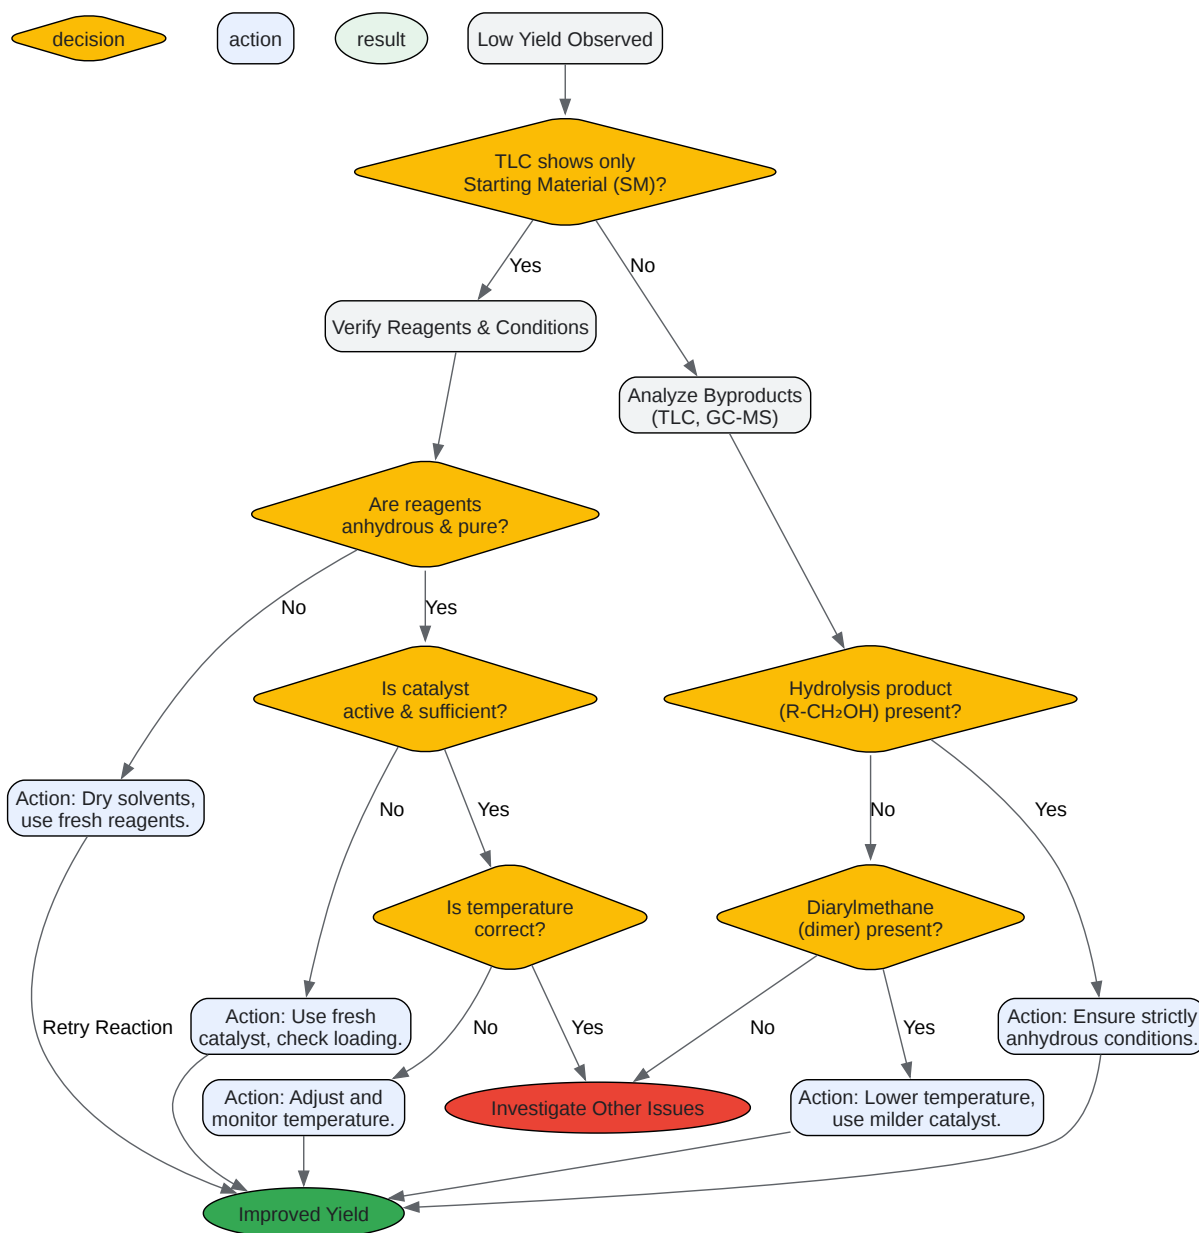 decision
action
result
Low Yield Observed
TLC shows only
Starting Material (SM)?
Yes
No
Verify Reagents & Conditions
Analyze Byproducts
(TLC, GC-MS)
Are reagents
anhydrous & pure?
No
Yes
Is catalyst
active & sufficient?
Hydrolysis product
(R-CH₂OH) present?
Action: Dry solvents,
use fresh reagents.
No
Yes
No
Yes
Is temperature
correct?
Diarylmethane
(dimer) present?
Retry Reaction
Action: Use fresh
catalyst, check loading.
No
Yes
No
Yes
Action: Ensure strictly
anhydrous conditions.
Action: Adjust and
monitor temperature.
Investigate Other Issues
Action: Lower temperature,
use milder catalyst.
Improved Yield